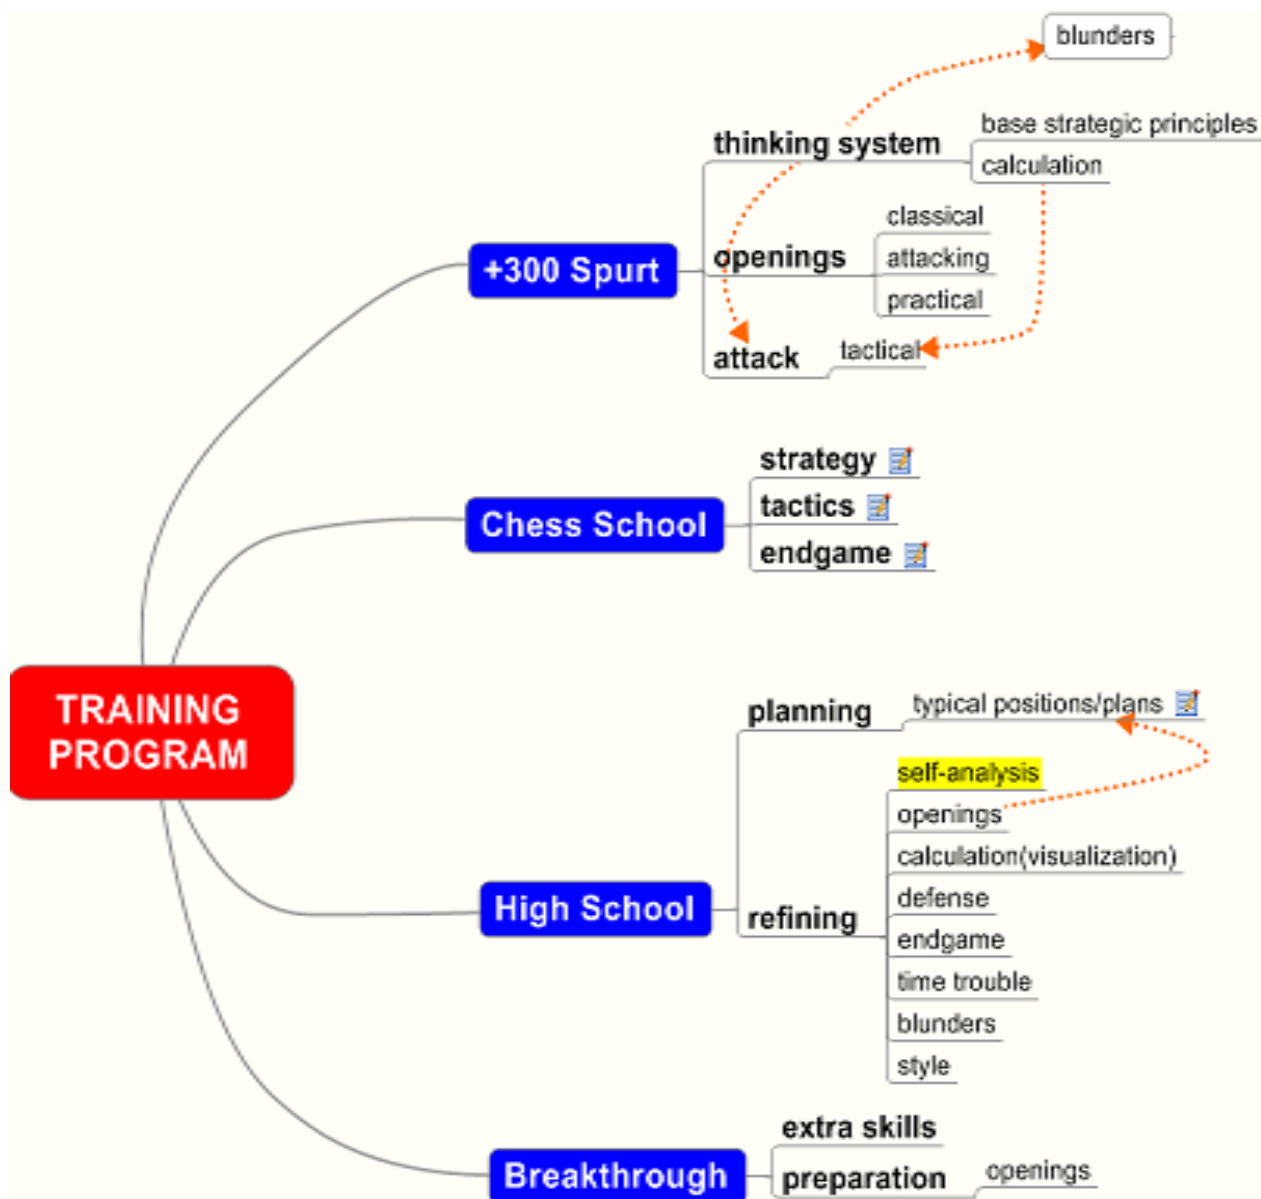 blunders
base strategic principles
thinking system
calculation
classical
+300 Spurt
openings
attacking
practical
attack
tactical
strategy
Chess School
tactics
endgame
TRAINING
PROGRAM
planning
typical positions/plans
self-analysis
openings
calculation(visualization)
High School
refining
defense
endgame
time trouble
blunders
style
extra skills
Breakthrough
preparation
openings